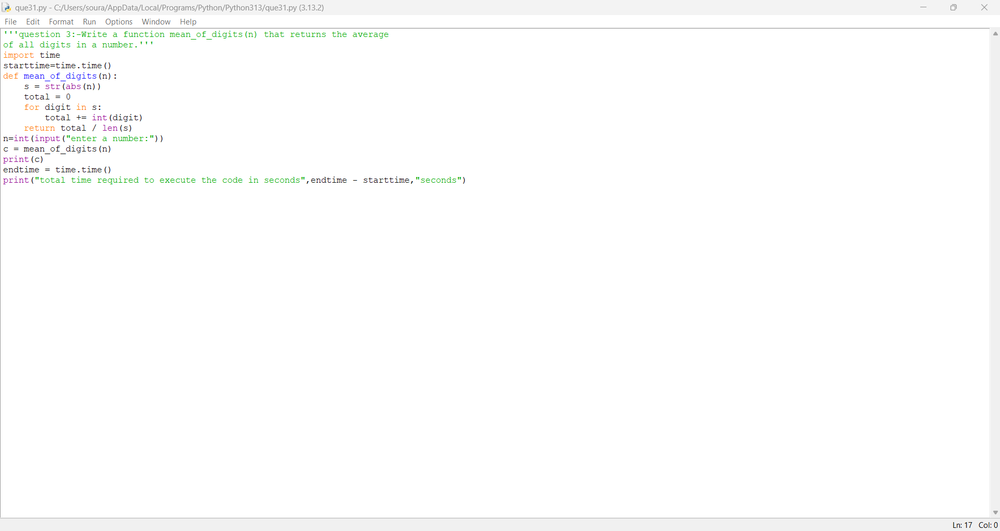 que31.py - C:/Users/soura/AppData/Local/Programs/Python/Python313/que31.py (3.13.2)
File Edit Format Run Options Window Help
'''question 3:-Write a function mean_of_digits(n) that returns the average
of all digits in a number.'''
import time
starttime=time.time()
def mean_of_digits(n):
    s = str(abs(n))
    total = 0
    for digit in s:
        total += int(digit)
    return total / len(s)
n=int(input("enter a number:"))
c = mean_of_digits(n)
print(c)
endtime = time.time()
print("total time required to execute the code in seconds",endtime - starttime,"seconds")
Ln: 17 Col: 0